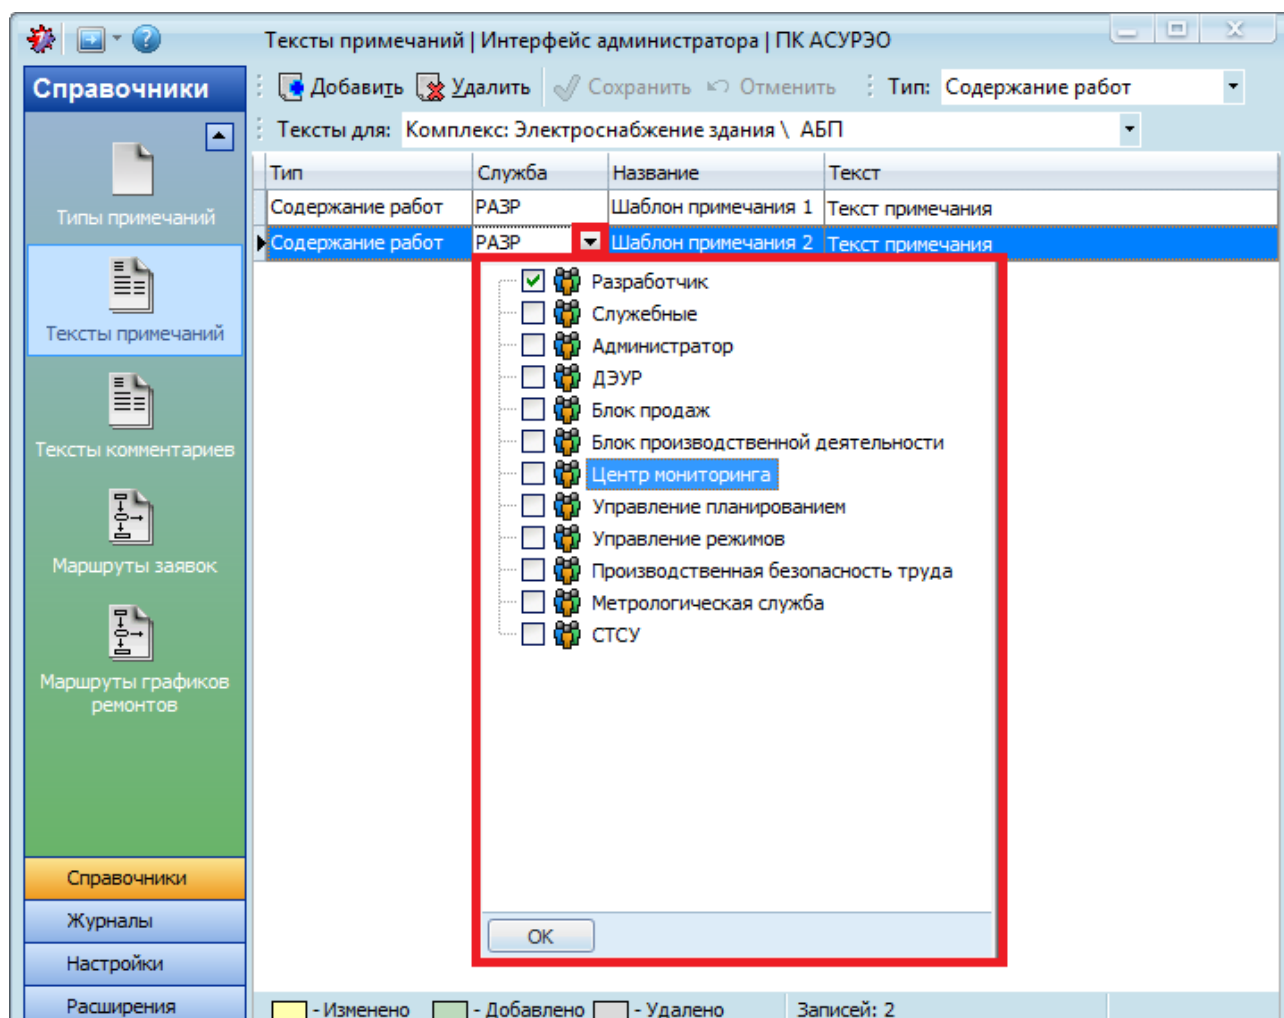 Тексты примечаний | Интерфейс администратора | ПК АСУРЭО
Справочники
Добавить Удалить Сохранить Отменить Тип: Содержание работ
Тексты для: Комплекс: Электроснабжение здания \ АБП
Тип Служба Название Текст
Содержание работ РАЗР Шаблон примечания 1 Текст примечания
Содержание работ РАЗР Шаблон примечания 2 Текст примечания
Типы примечаний
Тексты примечаний
Тексты комментариев
Маршруты заявок
Маршруты графиков
ремонтов
Разработчик
Служебные
Администратор
ДЭУР
Блок продаж
Блок производственной деятельности
Центр мониторинга
Управление планированием
Управление режимов
Производственная безопасность труда
Метрологическая служба
СТСУ
OK
Справочники
Журналы
Настройки
Расширения
- Изменено - Добавлено - Удалено Записей: 2